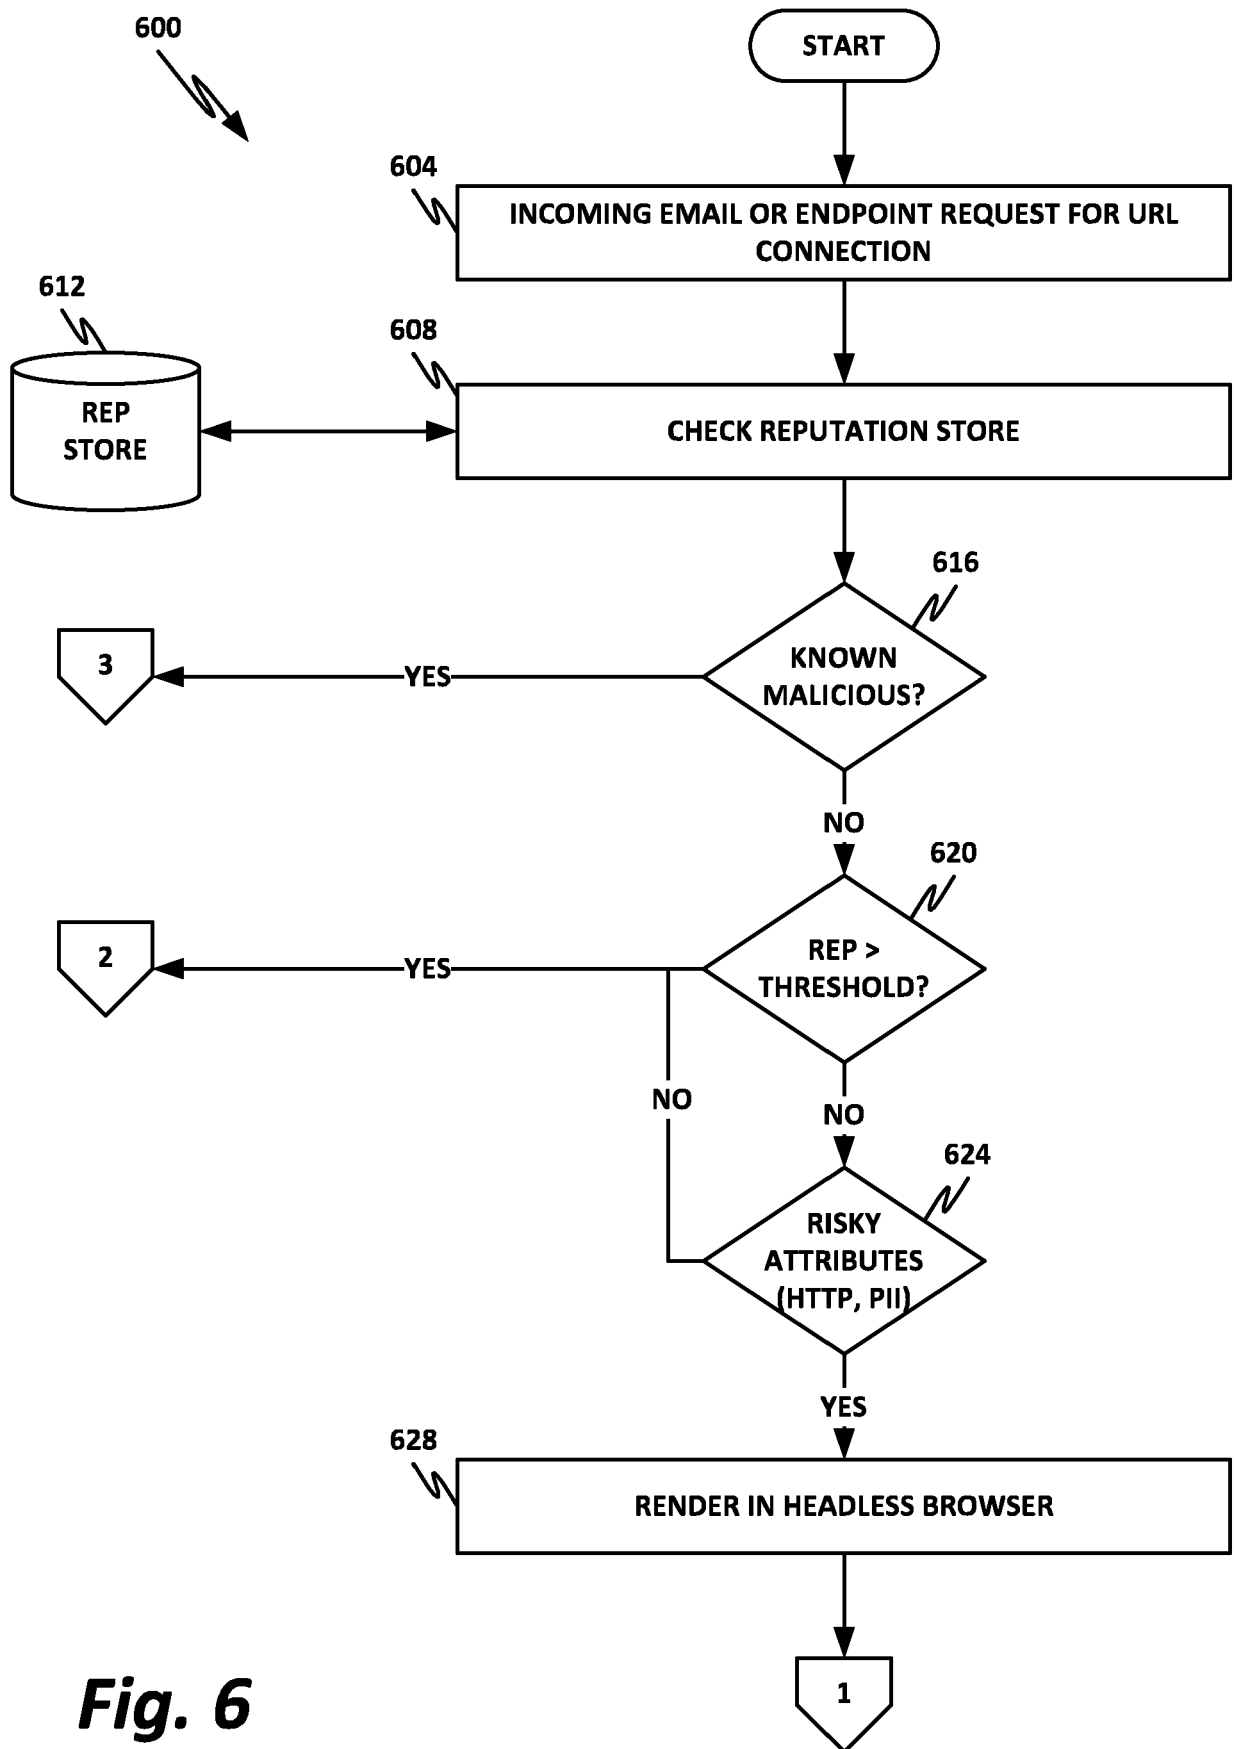 600
START
604
INCOMING EMAIL OR ENDPOINT REQUEST FOR URL
CONNECTION
612
608
REP
STORE
CHECK REPUTATION STORE
616
3
YES
KNOWN
MALICIOUS?
NO
620
2
YES
REP >
THRESHOLD?
NO
NO
624
RISKY
ATTRIBUTES
(HTTP, PII)
YES
628
RENDER IN HEADLESS BROWSER
1
Fig. 6